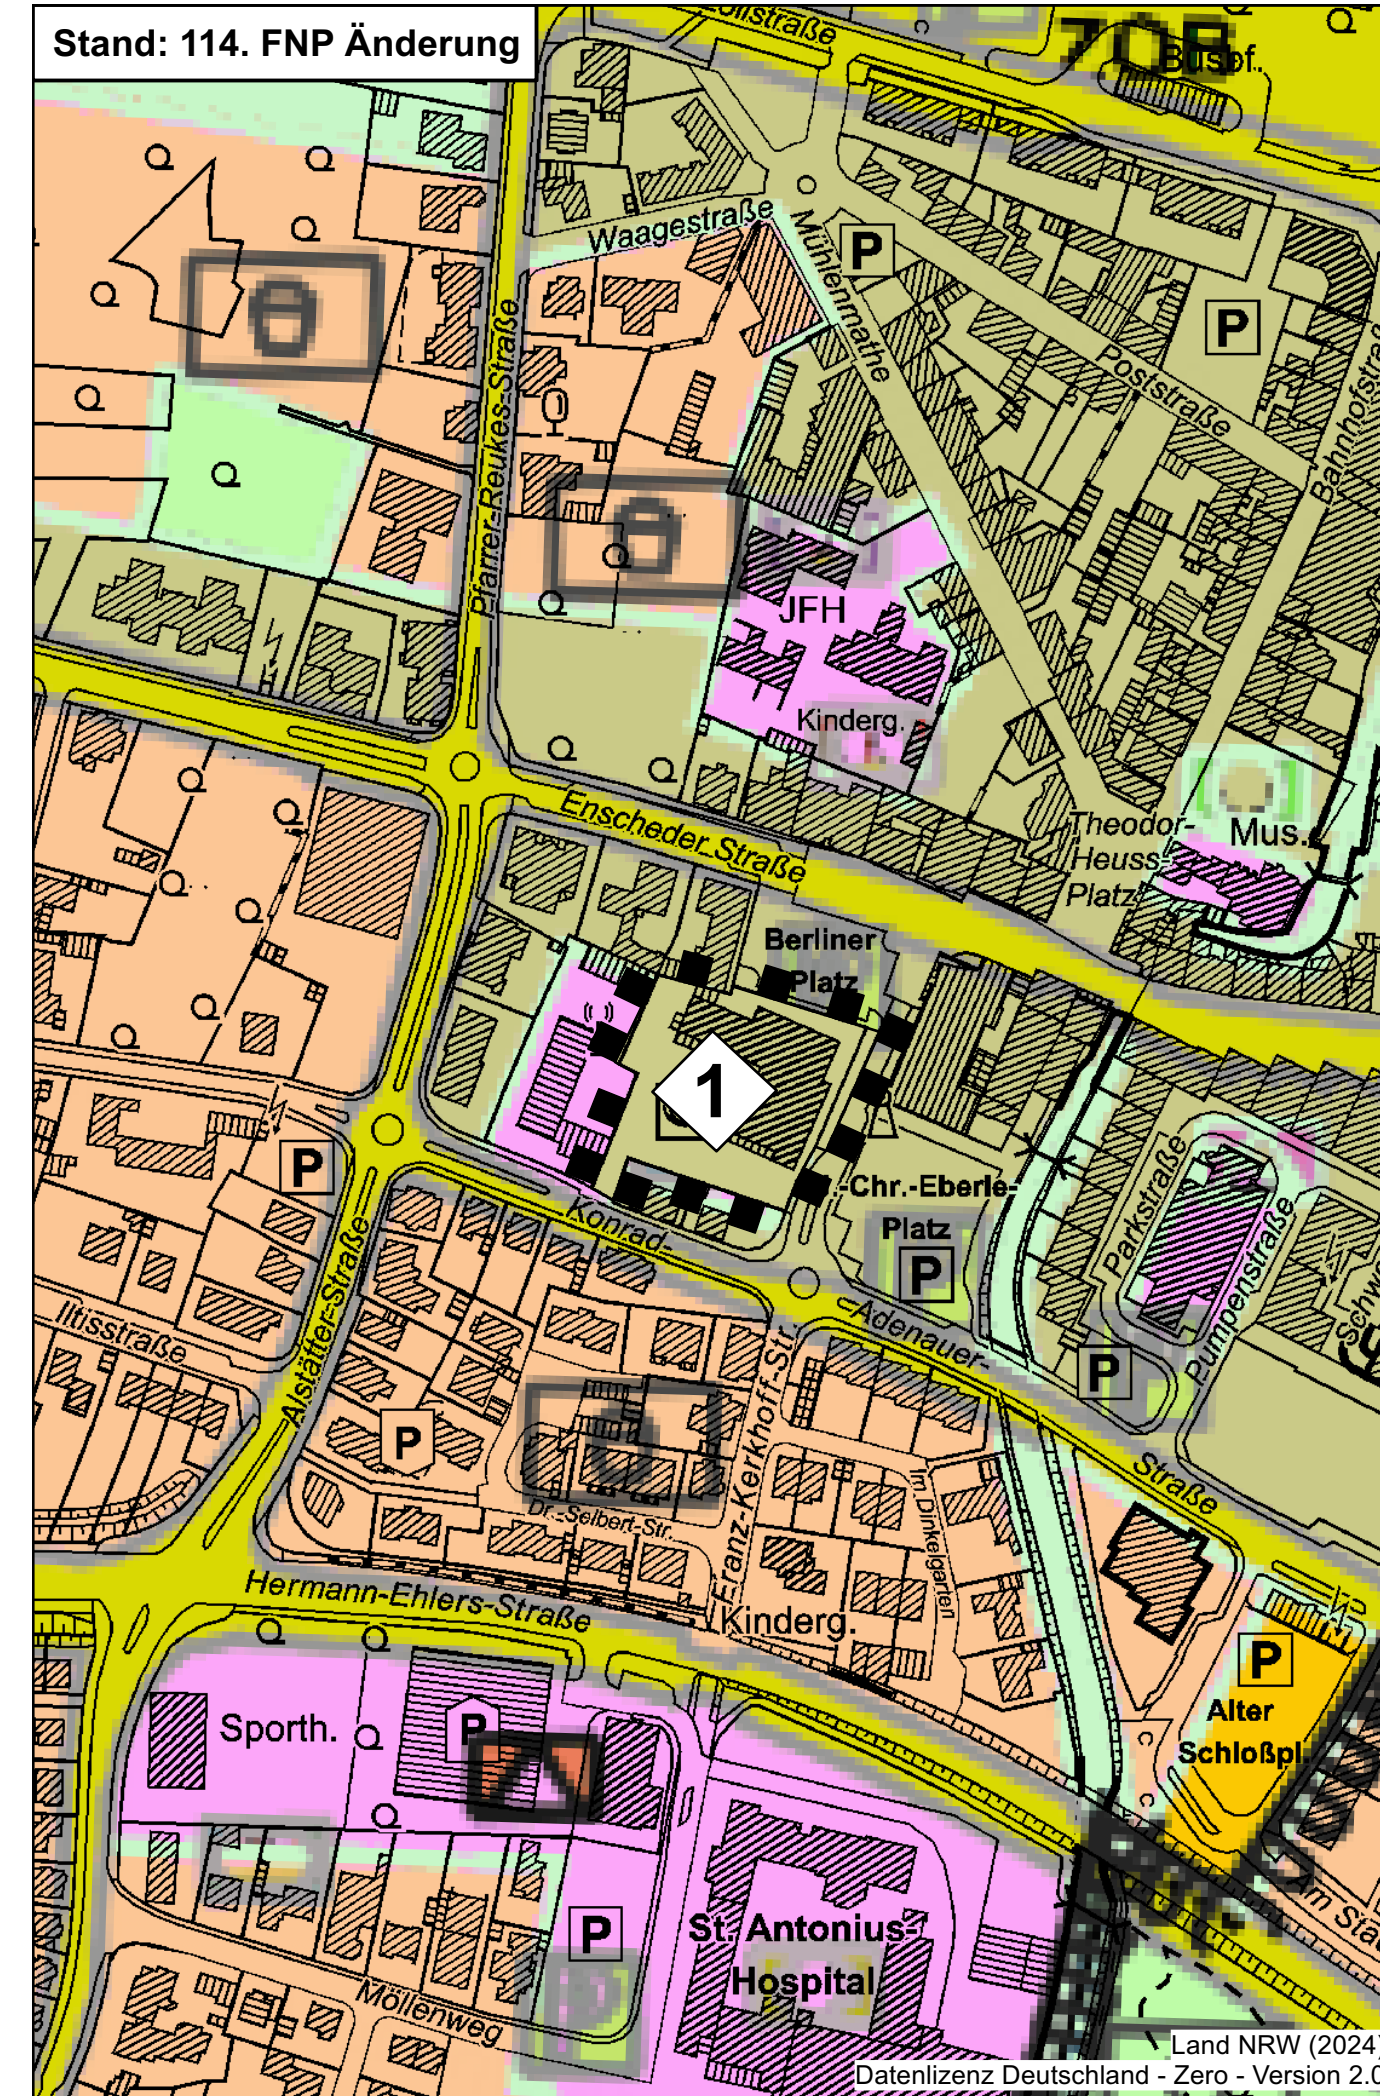 Stand: 114. FNP Änderung
70B
Busbf.
Waagestraße
Mühlenmathe
P
P
Poststraße
Pfarrer-Reukes-Straße
JFH
Kinderg.
Enscheder Straße
Theodor-
Heuss-
Platz
Mus.
Berliner
Platz
1
-Chr.-Eberle-
Platz
P
Parkstraße
Pumpenstraße
P
P
Konrad-
Adenauer-
Straße
Iltisstraße
Alstätter-Straße
P
Dr.-Seibert-Str.
Franz-Kerkhoff-Str.
Im Dinkelgarten
Hermann-Ehlers-Straße
Kinderg.
P
Alter
Schloßpl.
Sporth.
P
P
St. Antonius-
Hospital
Möllenweg
Land NRW (2024)
Datenlizenz Deutschland - Zero - Version 2.0